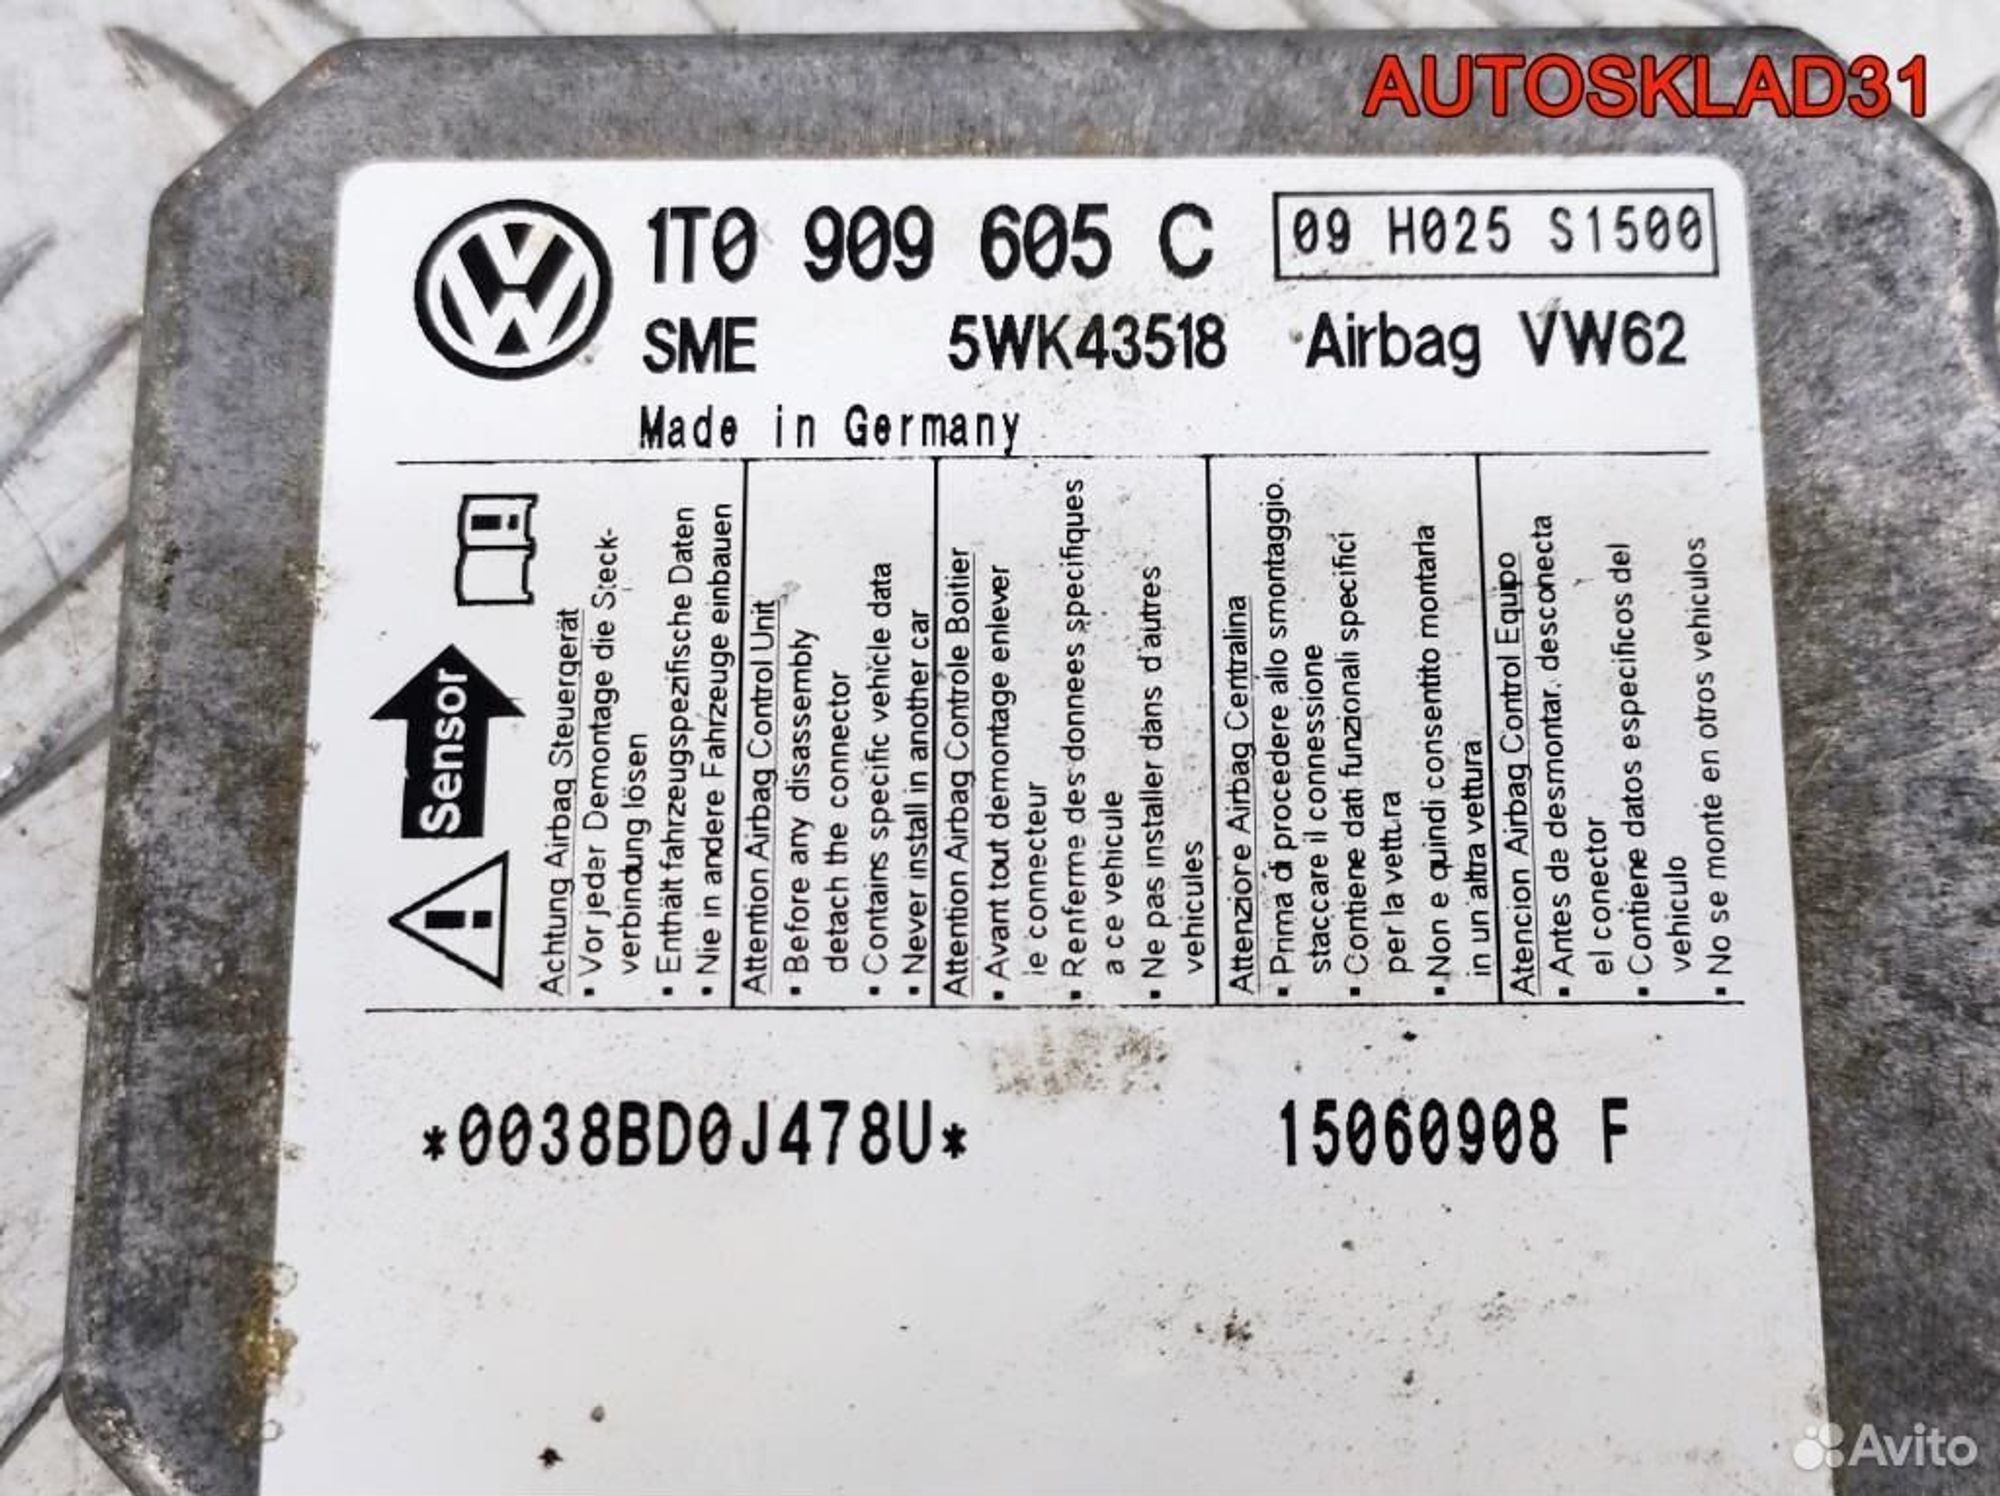 AUTOSKLAD31
1T0 909 605 C
09 H025 S1500
SME 5WK43518 Airbag VW62
Made in Germany
Sensor
Achtung Airbag Steuergerät
▪ Vor jeder Demontage die Steck-
verbindung lösen
▪ Enthält fahrzeugspezifische Daten
▪ Nie in andere Fahrzeuge einbauen
Attention Airbag Control Unit
▪ Before any disassembly
detach the connector
▪ Contains specific vehicle data
▪ Never install in another car
Attention Airbag Controle Boitier
▪ Avant tout demontage enlever
ie connecteur
▪ Renferme des donnees specifiques
a ce vehicule
▪ Ne pas installer dans d'autres
vehicules
Attenzione Airbag Centralina
▪ Prima di procedere allo smontaggio.
staccare il connessione
▪ Contiene dati funzionali specifici
per la vettura
▪ Non e quindi consentito montarla
in un'altra vettura
Atencion Airbag Control Equipo
▪ Antes de desmontar, desconecta
el conector
▪ Contiene datos especificos del
vehiculo
▪ No se monte en otros vehiculos
*0038BD0J478U* 15060908 F
Avito